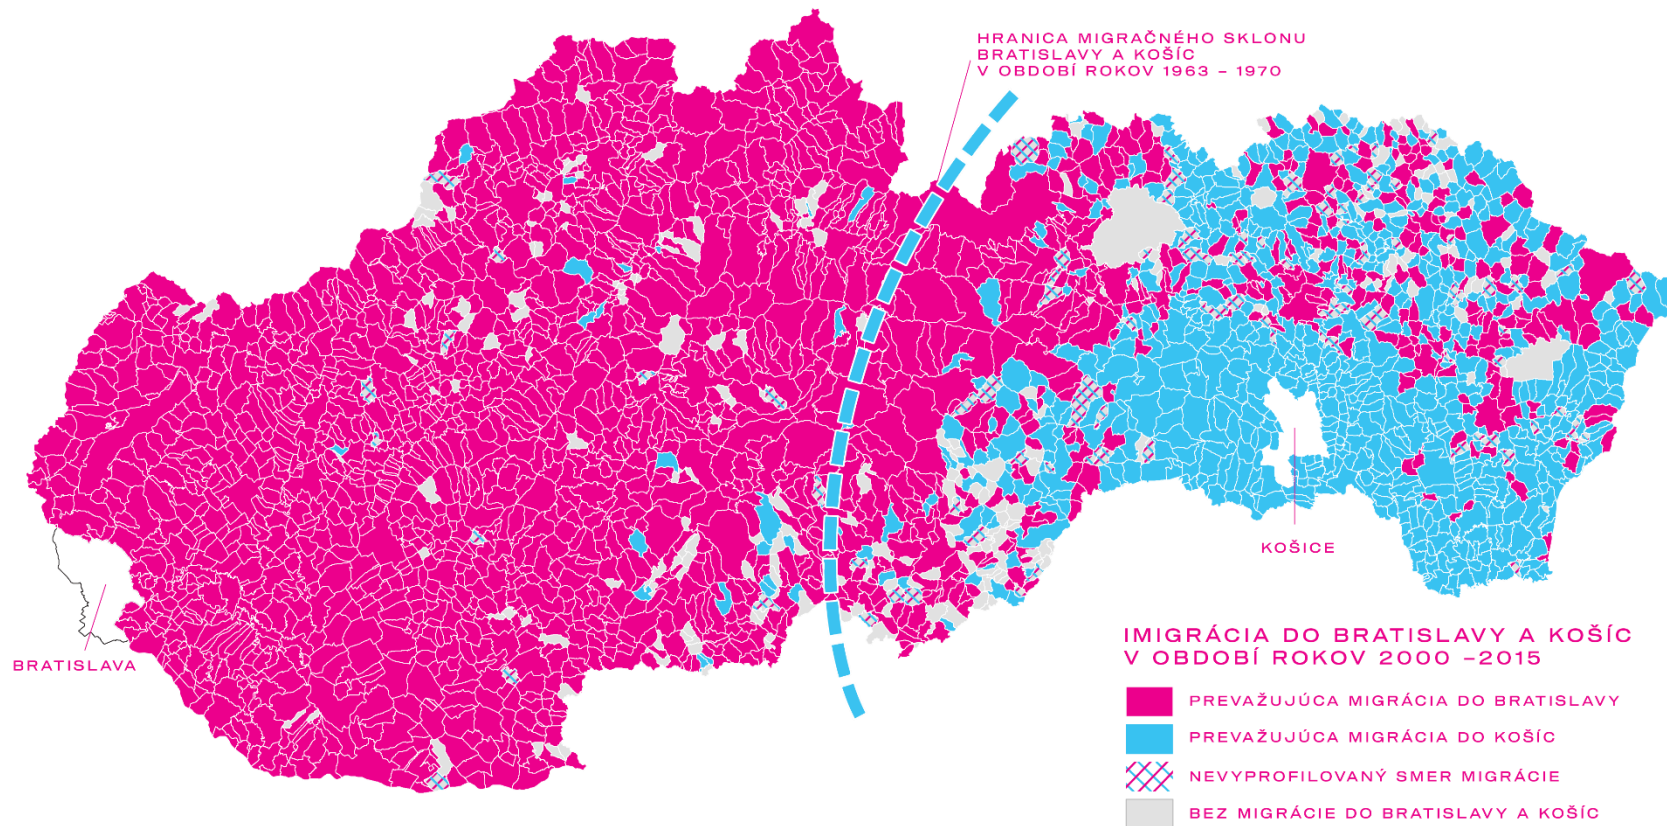 HRANICA MIGRAČNÉHO SKLONU
BRATISLAVY A KOŠÍC
V OBDOBÍ ROKOV 1963 – 1970
KOŠICE
BRATISLAVA
IMIGRÁCIA DO BRATISLAVY A KOŠÍC
V OBDOBÍ ROKOV 2000 –2015
PREVAŽUJÚCA MIGRÁCIA DO BRATISLAVY
PREVAŽUJÚCA MIGRÁCIA DO KOŠÍC
NEVYPROFILOVANÝ SMER MIGRÁCIE
BEZ MIGRÁCIE DO BRATISLAVY A KOŠÍC